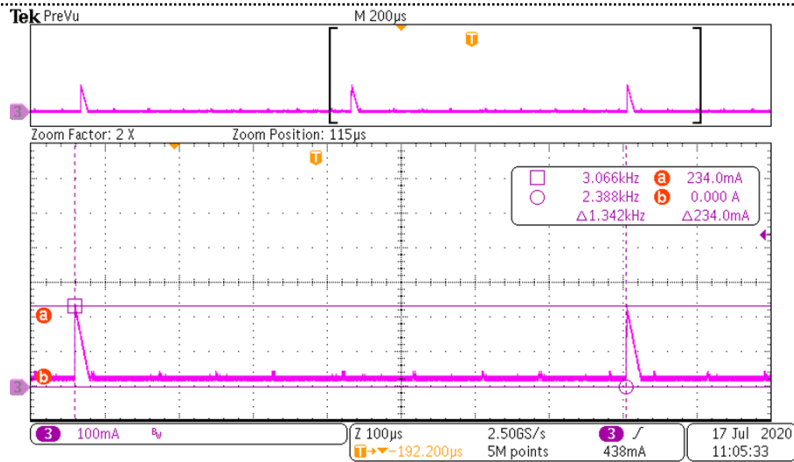 Tek PreVu M 200µs
T
3
Zoom Factor: 2 X Zoom Position: 115µs
T
3.066kHz a 234.0mA
2.388kHz b 0.000 A
Δ1.342kHz Δ234.0mA
a
b
3
3 100mA BW
Z 100µs 2.50GS/s 3 17 Jul 2020
T→▼−192.200µs 5M points 438mA 11:05:33